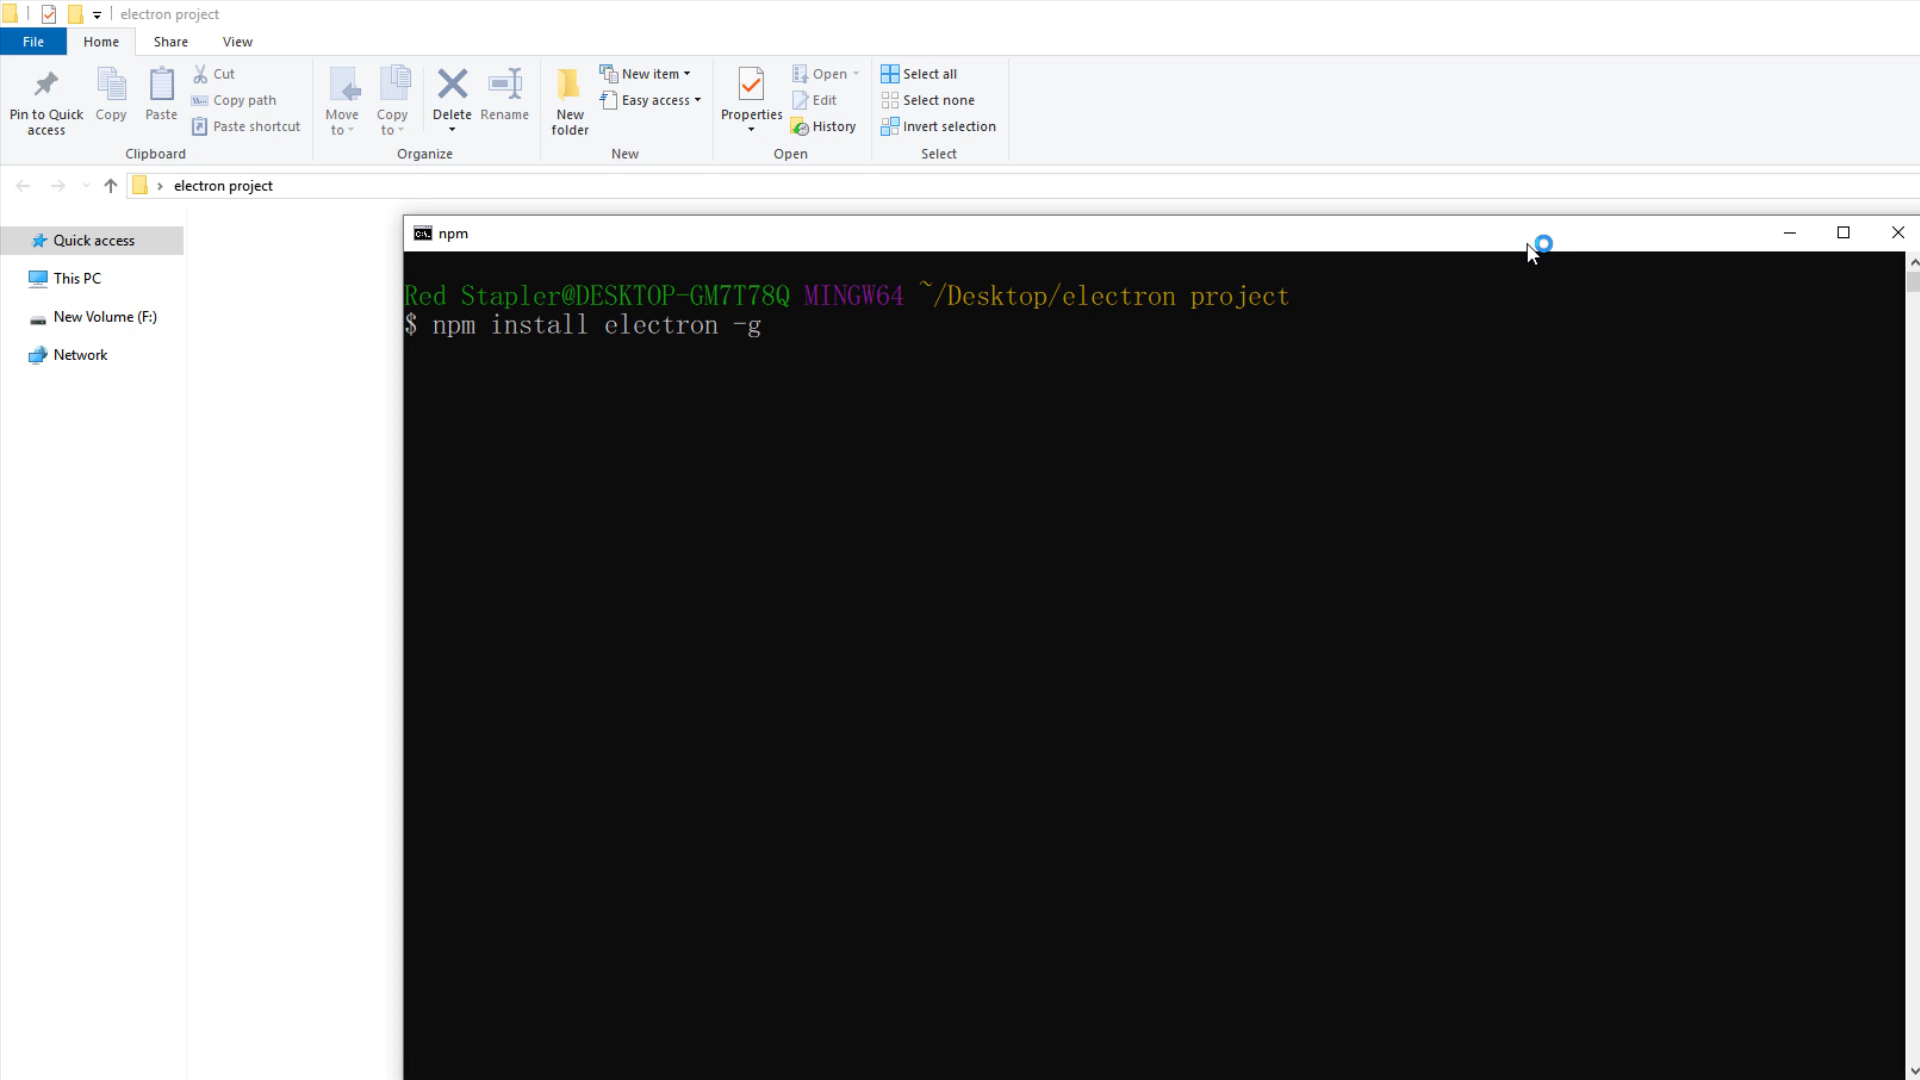 electron project
File Home Share View
Pin to Quick access
Copy
Paste
Cut
Copy path
Paste shortcut
Clipboard
Move to
Copy to
Delete
Rename
Organize
New folder
New item
Easy access
New
Properties
Open
Edit
History
Open
Select all
Select none
Invert selection
Select
electron project
Quick access
This PC
New Volume (F:)
Network
npm
Red Stapler@DESKTOP-GM7T78Q MINGW64 ~/Desktop/electron project
$ npm install electron -g